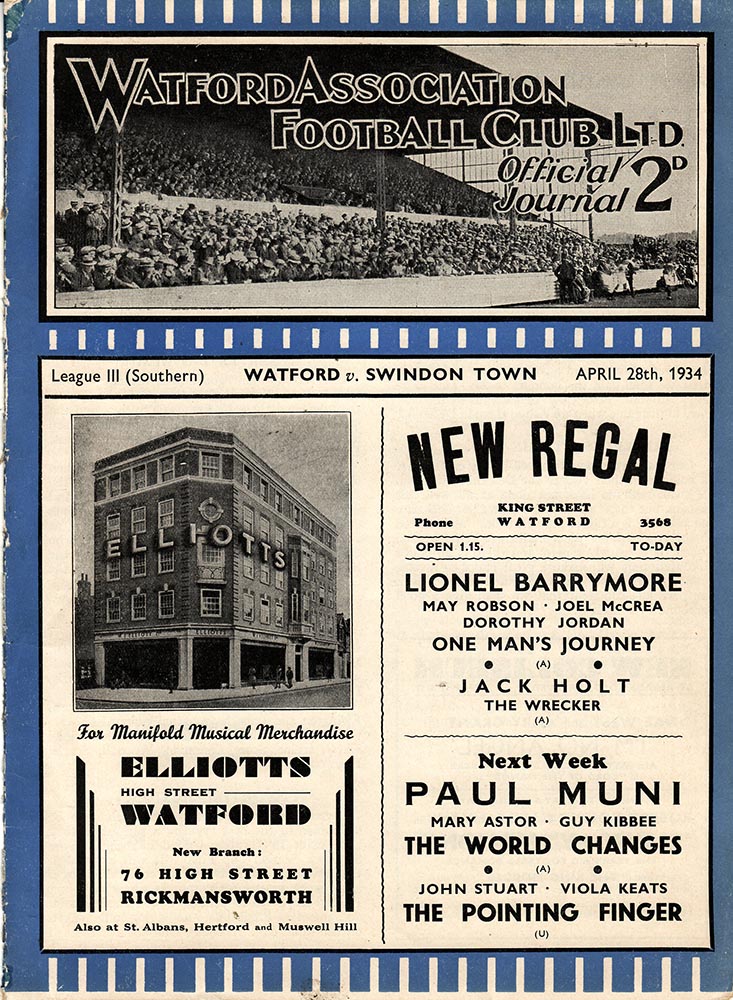 WATFORD ASSOCIATION
FOOTBALL CLUB LTD.
Official
Journal 2D
League III (Southern) WATFORD v. SWINDON TOWN APRIL 28th, 1934
ELLIOTTS
ELLIOTTS
For Manifold Musical Merchandise
ELLIOTTS
HIGH STREET
WATFORD
New Branch:
76 HIGH STREET
RICKMANSWORTH
Also at St. Albans, Hertford and Muswell Hill
NEW REGAL
KING STREET
Phone WATFORD 3568
OPEN 1.15. TO-DAY
LIONEL BARRYMORE
MAY ROBSON · JOEL McCREA
DOROTHY JORDAN
ONE MAN'S JOURNEY
● (A) ●
JACK HOLT
THE WRECKER
(A)
Next Week
PAUL MUNI
MARY ASTOR · GUY KIBBEE
THE WORLD CHANGES
● (A) ●
JOHN STUART · VIOLA KEATS
THE POINTING FINGER
(U)